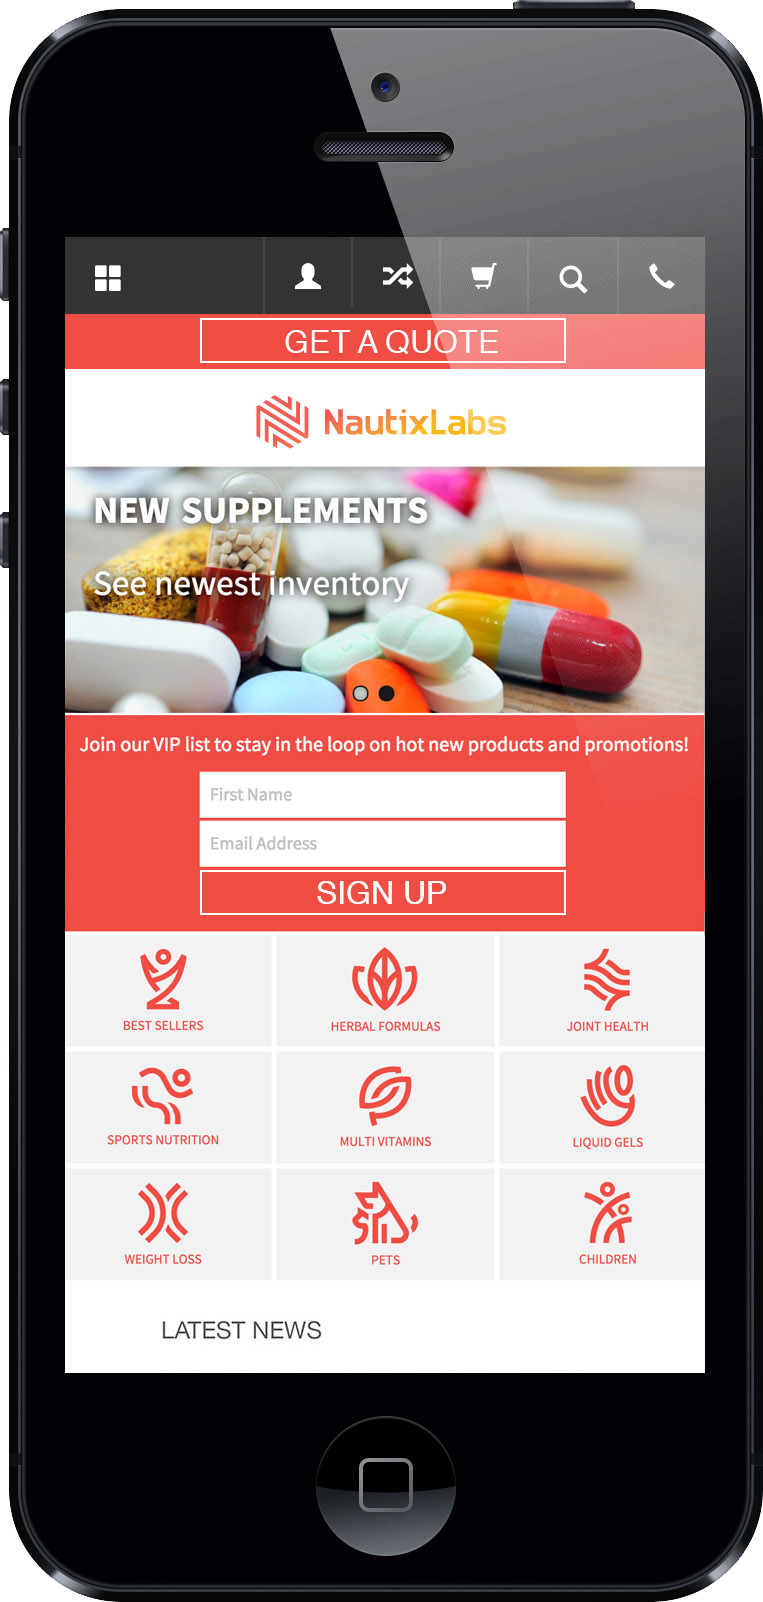 GET A QUOTE
NautixLabs
NEW SUPPLEMENTS
See newest inventory
Join our VIP list to stay in the loop on hot new products and promotions!
First Name
Email Address
SIGN UP
BEST SELLERS
HERBAL FORMULAS
JOINT HEALTH
SPORTS NUTRITION
MULTI VITAMINS
LIQUID GELS
WEIGHT LOSS
PETS
CHILDREN
LATEST NEWS